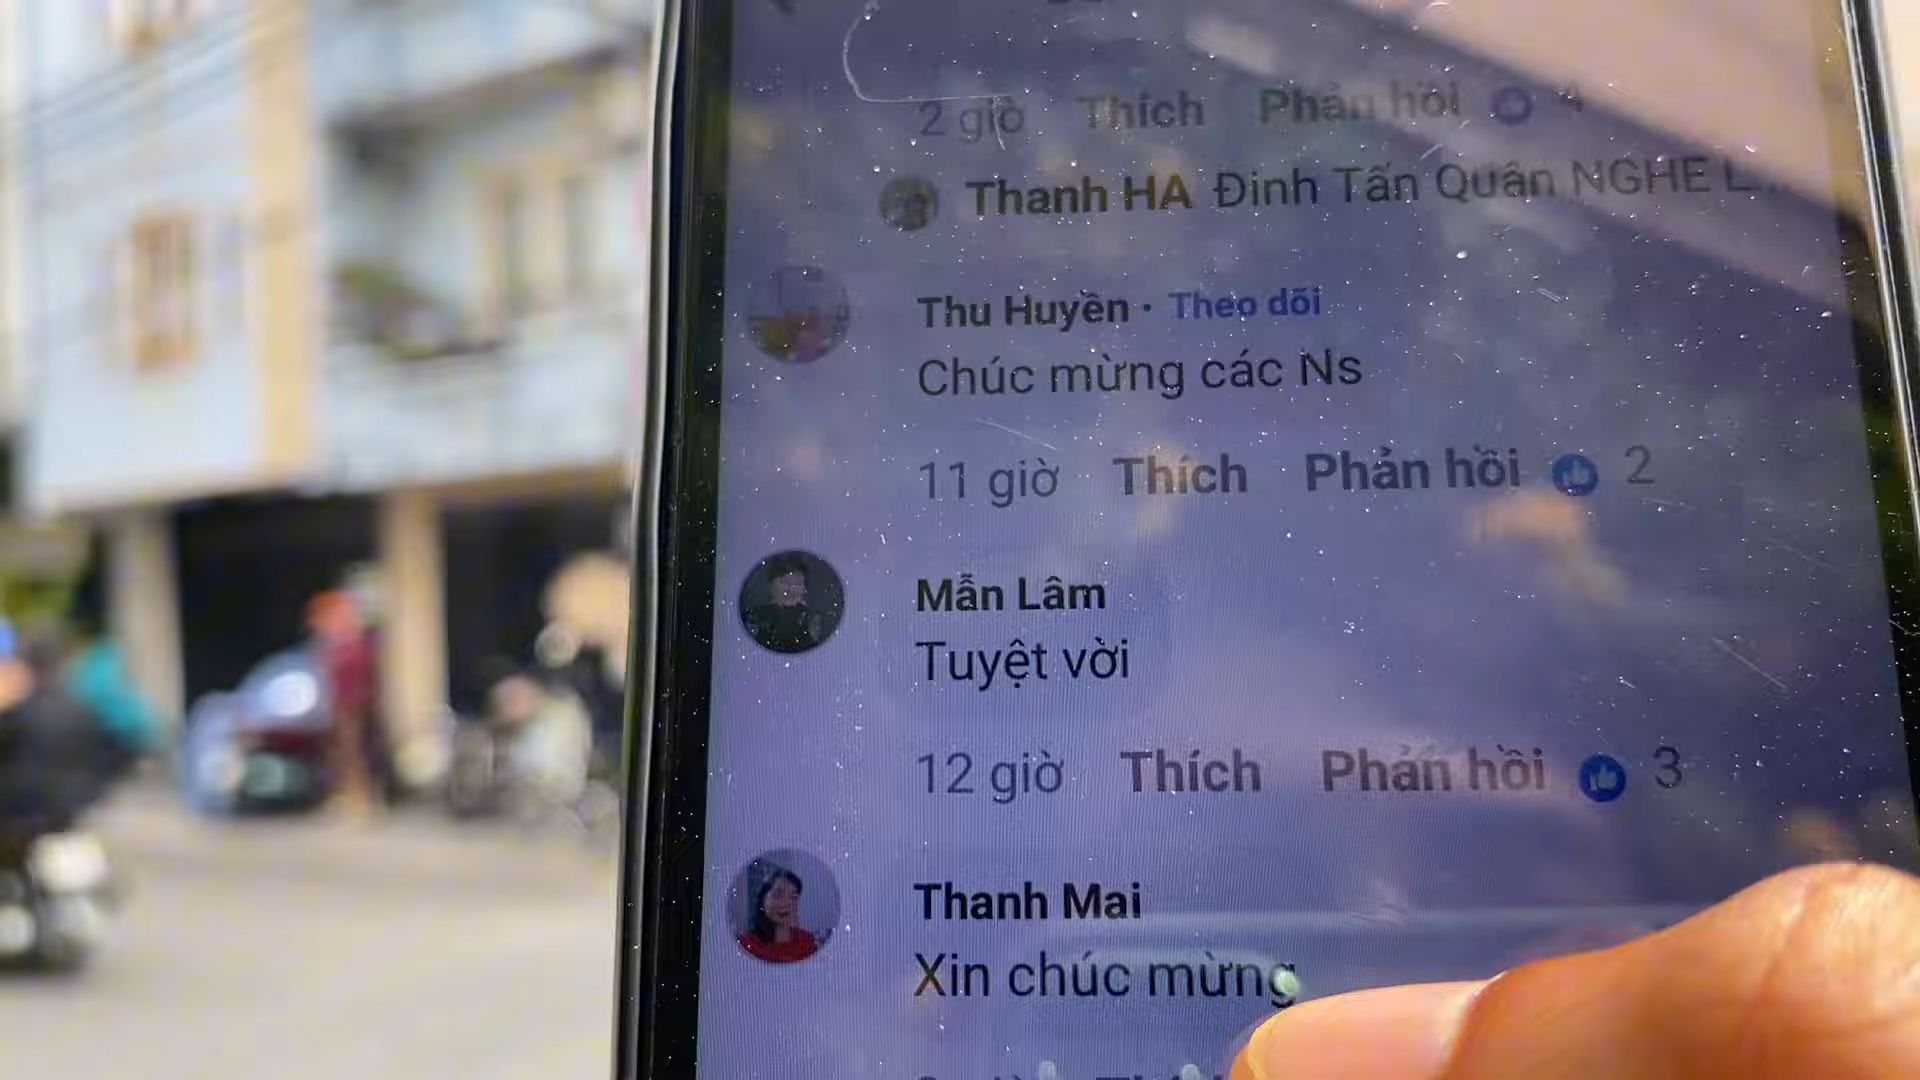 2 giờ Thích Phản hồi 4
Thanh HA Đinh Tấn Quân NGHE L...
Thu Huyền · Theo dõi
Chúc mừng các Ns
11 giờ Thích Phản hồi 2
Mẫn Lâm
Tuyệt vời
12 giờ Thích Phản hồi 3
Thanh Mai
Xin chúc mừng